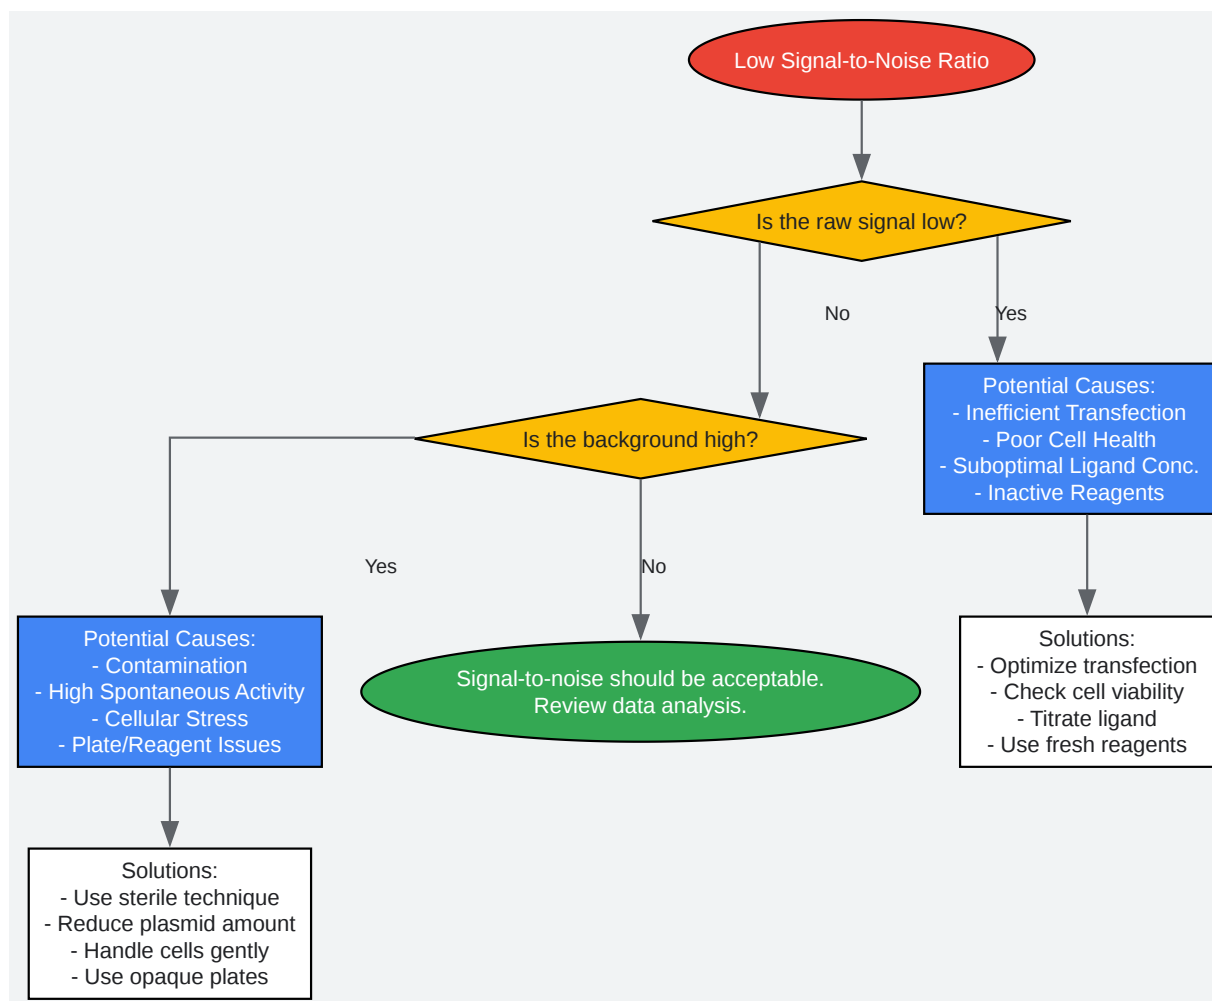 Low Signal-to-Noise Ratio
Is the raw signal low?
No
Yes
Potential Causes:
- Inefficient Transfection
- Poor Cell Health
- Suboptimal Ligand Conc.
- Inactive Reagents
Is the background high?
Yes
No
Potential Causes:
- Contamination
- High Spontaneous Activity
- Cellular Stress
- Plate/Reagent Issues
Signal-to-noise should be acceptable.
Review data analysis.
Solutions:
- Optimize transfection
- Check cell viability
- Titrate ligand
- Use fresh reagents
Solutions:
- Use sterile technique
- Reduce plasmid amount
- Handle cells gently
- Use opaque plates